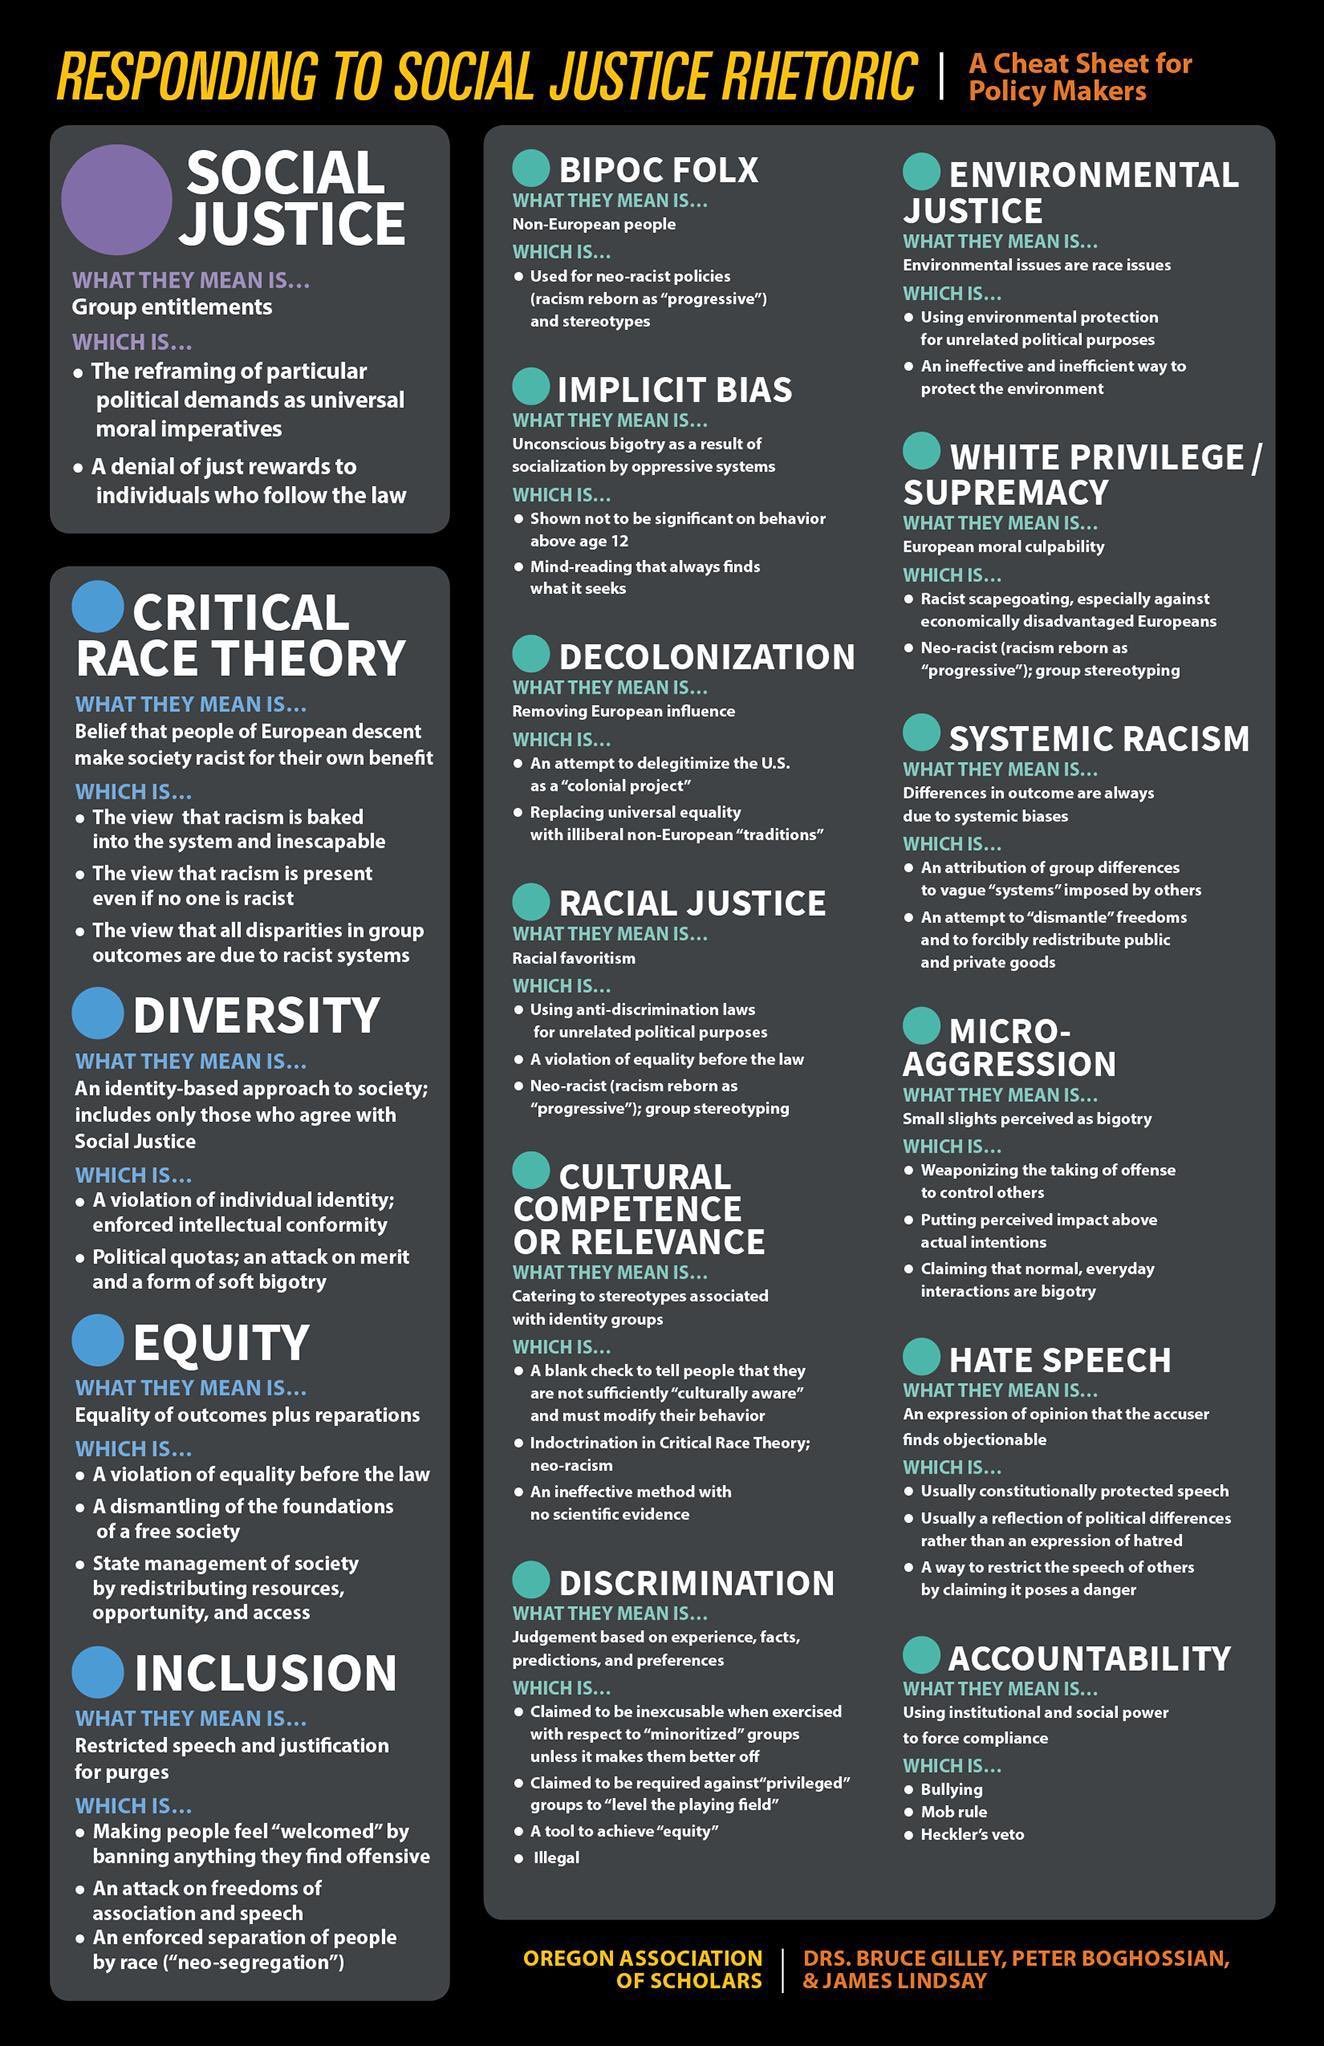 RESPONDING TO SOCIAL JUSTICE RHETORIC
A Cheat Sheet for
Policy Makers
SOCIAL
JUSTICE
WHAT THEY MEAN IS...
Group entitlements
WHICH IS...
• The reframing of particular
political demands as universal
moral imperatives
• A denial of just rewards to
individuals who follow the law
CRITICAL
RACE THEORY
WHAT THEY MEAN IS...
Belief that people of European descent
make society racist for their own benefit
WHICH IS...
• The view that racism is baked
into the system and inescapable
• The view that racism is present
even if no one is racist
• The view that all disparities in group
outcomes are due to racist systems
DIVERSITY
WHAT THEY MEAN IS...
An identity-based approach to society;
includes only those who agree with
Social Justice
WHICH IS...
• A violation of individual identity;
enforced intellectual conformity
• Political quotas; an attack on merit
and a form of soft bigotry
EQUITY
WHAT THEY MEAN IS...
Equality of outcomes plus reparations
WHICH IS...
• A violation of equality before the law
• A dismantling of the foundations
of a free society
• State management of society
by redistributing resources,
opportunity, and access
INCLUSION
WHAT THEY MEAN IS...
Restricted speech and justification
for purges
WHICH IS...
• Making people feel “welcomed” by
banning anything they find offensive
• An attack on freedoms of
association and speech
• An enforced separation of people
by race (“neo-segregation”)
BIPOC FOLX
WHAT THEY MEAN IS...
Non-European people
WHICH IS...
• Used for neo-racist policies
(racism reborn as “progressive”)
and stereotypes
IMPLICIT BIAS
WHAT THEY MEAN IS...
Unconscious bigotry as a result of
socialization by oppressive systems
WHICH IS...
• Shown not to be significant on behavior
above age 12
• Mind-reading that always finds
what it seeks
DECOLONIZATION
WHAT THEY MEAN IS...
Removing European influence
WHICH IS...
• An attempt to delegitimize the U.S.
as a “colonial project”
• Replacing universal equality
with illiberal non-European “traditions”
RACIAL JUSTICE
WHAT THEY MEAN IS...
Racial favoritism
WHICH IS...
• Using anti-discrimination laws
for unrelated political purposes
• A violation of equality before the law
• Neo-racist (racism reborn as
“progressive”); group stereotyping
CULTURAL
COMPETENCE
OR RELEVANCE
WHAT THEY MEAN IS...
Catering to stereotypes associated
with identity groups
WHICH IS...
• A blank check to tell people that they
are not sufficiently “culturally aware”
and must modify their behavior
• Indoctrination in Critical Race Theory;
neo-racism
• An ineffective method with
no scientific evidence
DISCRIMINATION
WHAT THEY MEAN IS...
Judgement based on experience, facts,
predictions, and preferences
WHICH IS...
• Claimed to be inexcusable when exercised
with respect to “minoritized” groups
unless it makes them better off
• Claimed to be required against“privileged”
groups to “level the playing field”
• A tool to achieve “equity”
• Illegal
ENVIRONMENTAL
JUSTICE
WHAT THEY MEAN IS...
Environmental issues are race issues
WHICH IS...
• Using environmental protection
for unrelated political purposes
• An ineffective and inefficient way to
protect the environment
WHITE PRIVILEGE /
SUPREMACY
WHAT THEY MEAN IS...
European moral culpability
WHICH IS...
• Racist scapegoating, especially against
economically disadvantaged Europeans
• Neo-racist (racism reborn as
“progressive”); group stereotyping
SYSTEMIC RACISM
WHAT THEY MEAN IS...
Differences in outcome are always
due to systemic biases
WHICH IS...
• An attribution of group differences
to vague “systems” imposed by others
• An attempt to “dismantle” freedoms
and to forcibly redistribute public
and private goods
MICRO-
AGGRESSION
WHAT THEY MEAN IS...
Small slights perceived as bigotry
WHICH IS...
• Weaponizing the taking of offense
to control others
• Putting perceived impact above
actual intentions
• Claiming that normal, everyday
interactions are bigotry
HATE SPEECH
WHAT THEY MEAN IS...
An expression of opinion that the accuser
finds objectionable
WHICH IS...
• Usually constitutionally protected speech
• Usually a reflection of political differences
rather than an expression of hatred
• A way to restrict the speech of others
by claiming it poses a danger
ACCOUNTABILITY
WHAT THEY MEAN IS...
Using institutional and social power
to force compliance
WHICH IS...
• Bullying
• Mob rule
• Heckler’s veto
OREGON ASSOCIATION
OF SCHOLARS
DRS. BRUCE GILLEY, PETER BOGHOSSIAN,
& JAMES LINDSAY